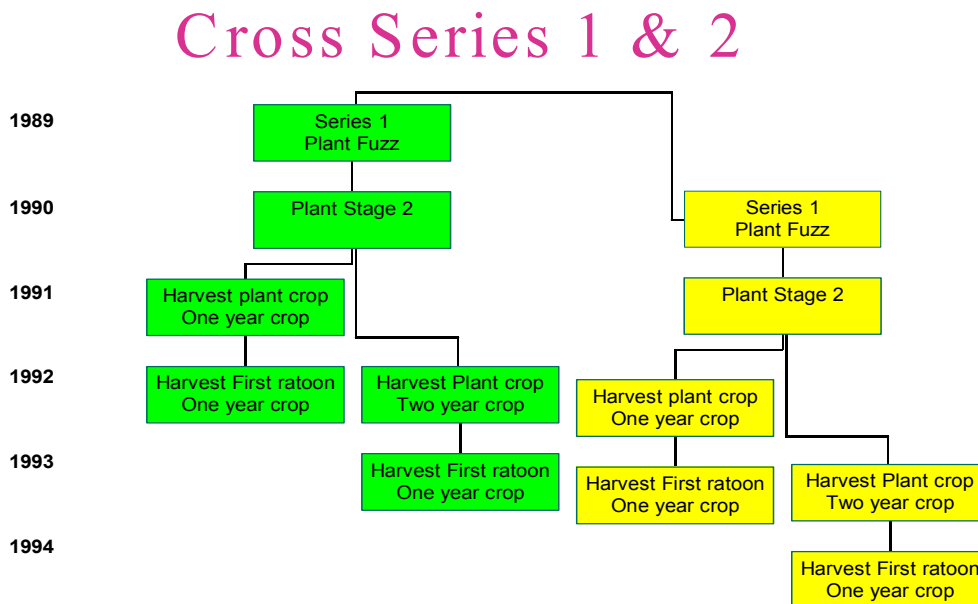 Cross Series 1 & 2
1989
Series 1
Plant Fuzz
1990
Plant Stage 2
Series 1
Plant Fuzz
1991
Harvest plant crop
One year crop
Plant Stage 2
1992
Harvest First ratoon
One year crop
Harvest Plant crop
Two year crop
Harvest plant crop
One year crop
1993
Harvest First ratoon
One year crop
Harvest First ratoon
One year crop
Harvest Plant crop
Two year crop
1994
Harvest First ratoon
One year crop